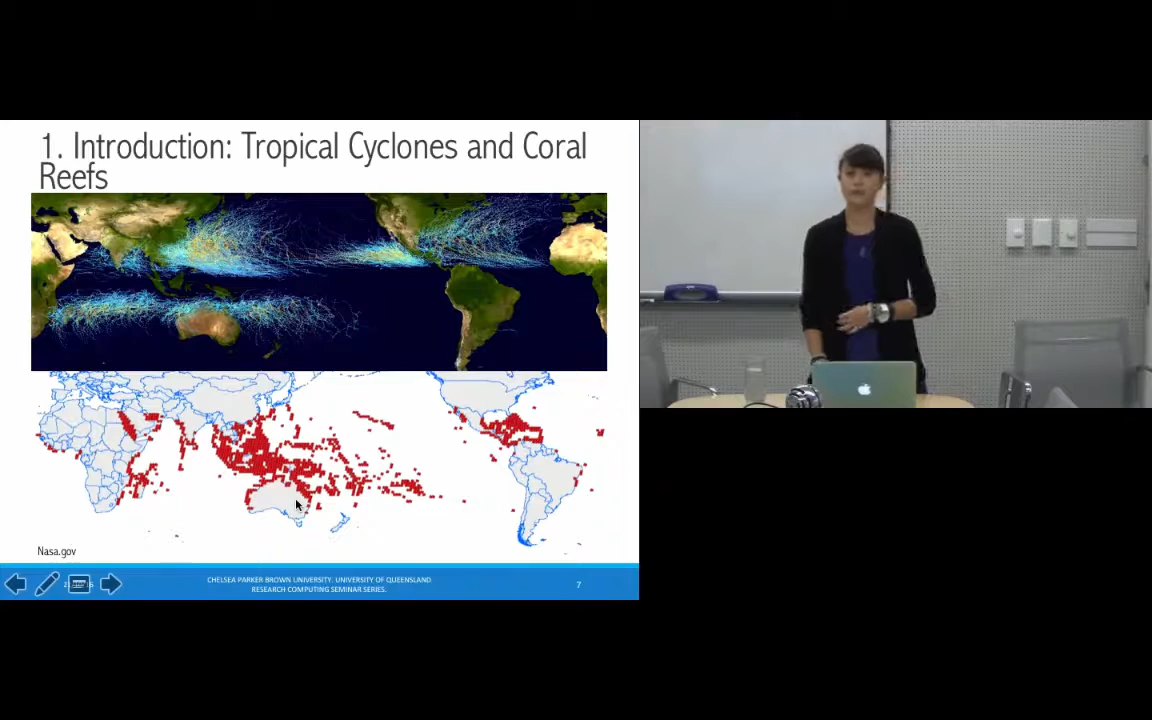 1. Introduction: Tropical Cyclones and Coral
Reefs
Nasa.gov
CHELSEA PARKER BROWN UNIVERSITY. UNIVERSITY OF QUEENSLAND
RESEARCH COMPUTING SEMINAR SERIES.
7